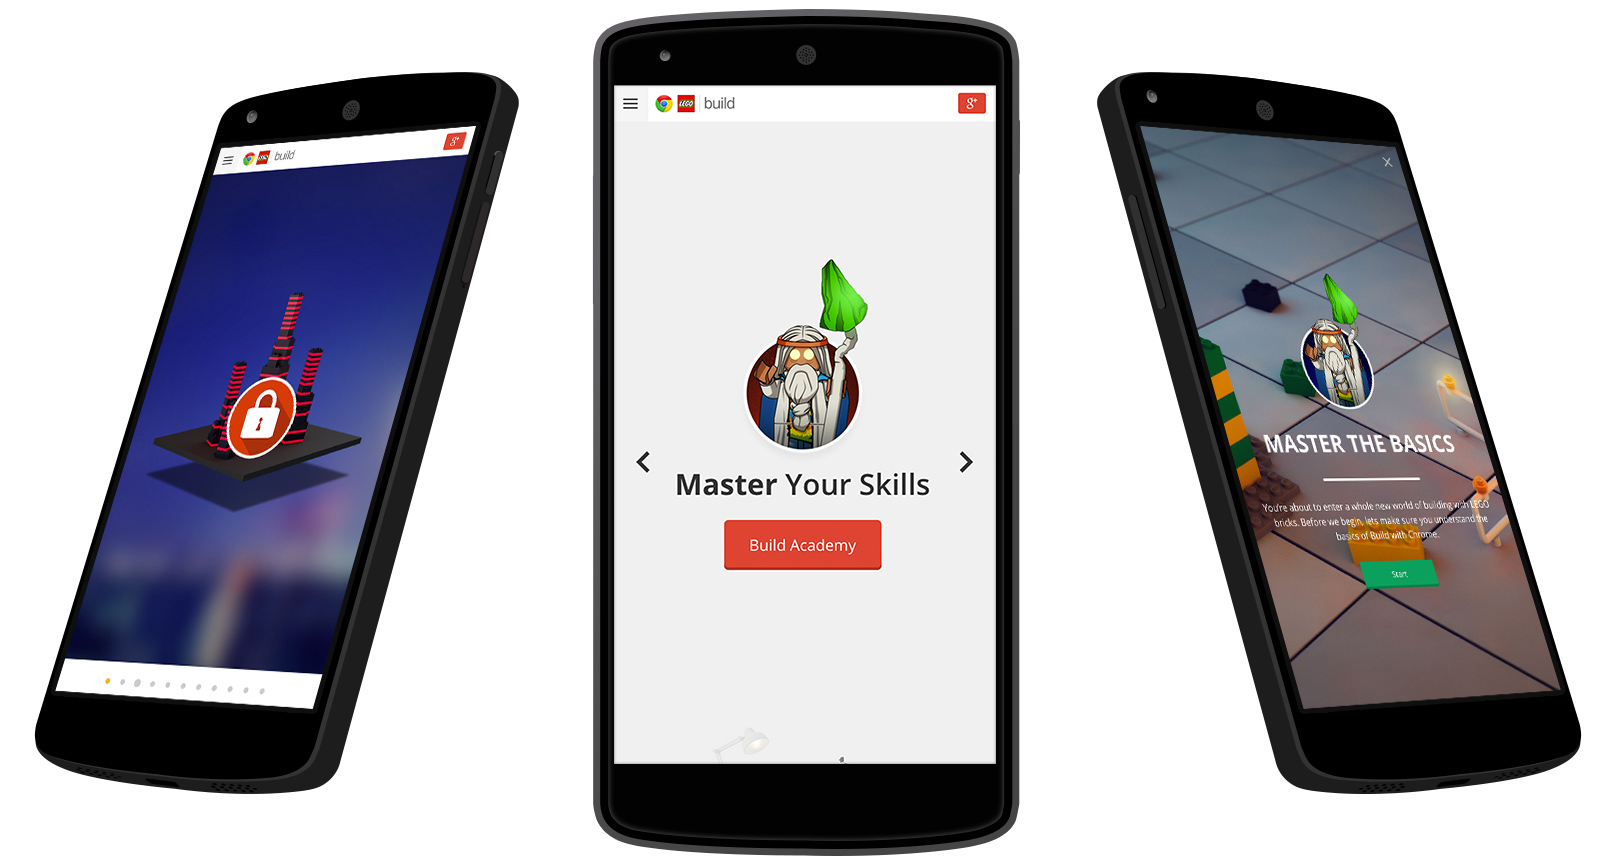 LEGO build g+
LEGO build g+
Master Your Skills
Build Academy
X
MASTER THE BASICS
You're about to enter a whole new world of building with LEGO
bricks. Before we begin, lets make sure you understand the
basics of Build with Chrome.
Start